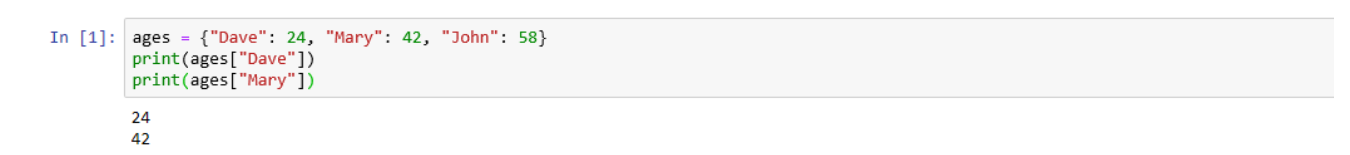 In [1]: ages = {"Dave": 24, "Mary": 42, "John": 58}
print(ages["Dave"])
print(ages["Mary"])
24
42